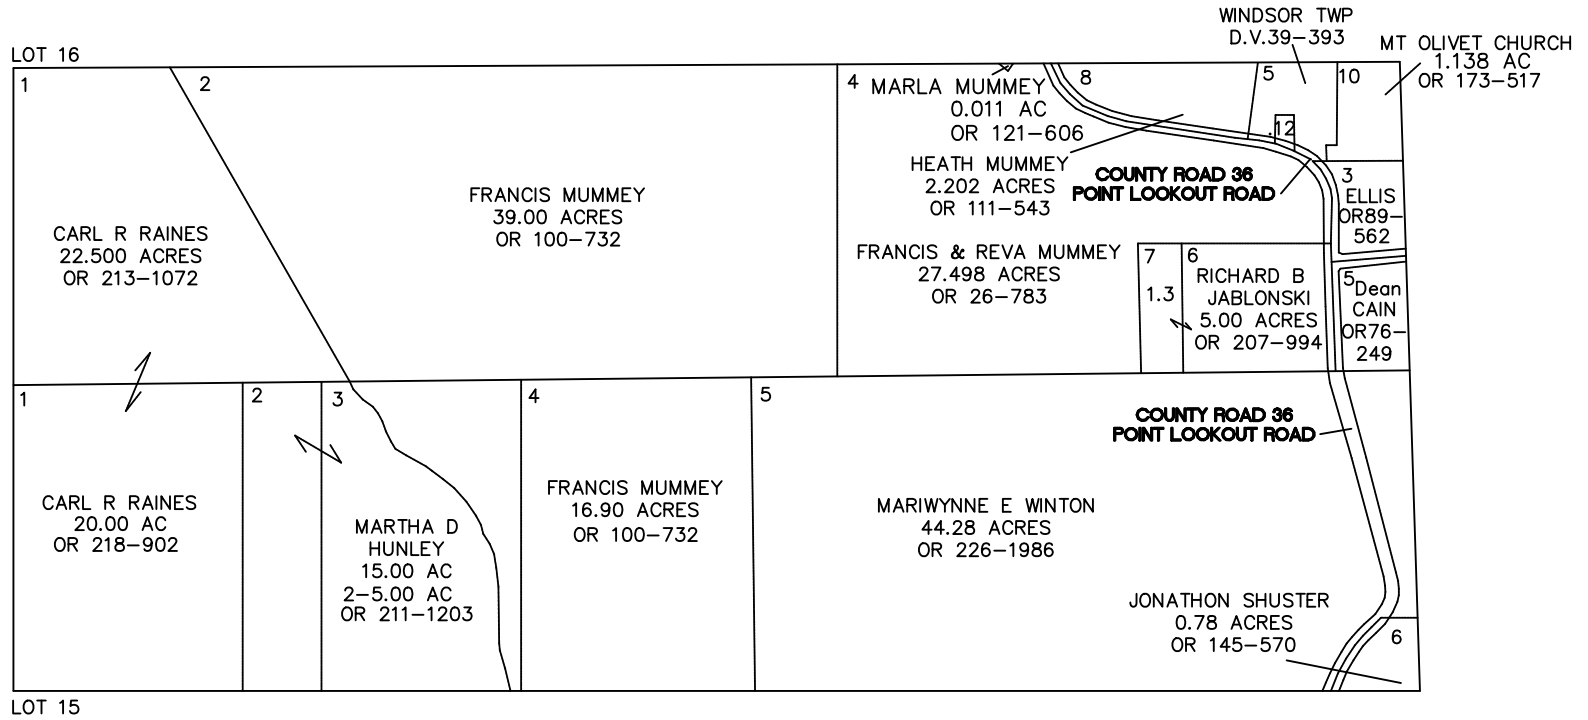 WINDSOR TWP
D.V.39-393
MT OLIVET CHURCH
1.138 AC
OR 173-517
LOT 16
1
2
4
8
5
10
MARLA MUMMEY
0.011 AC
OR 121-606
.12
HEATH MUMMEY
2.202 ACRES
OR 111-543
COUNTY ROAD 36
POINT LOOKOUT ROAD
3
ELLIS
OR89-
562
FRANCIS MUMMEY
39.00 ACRES
OR 100-732
CARL R RAINES
22.500 ACRES
OR 213-1072
FRANCIS & REVA MUMMEY
27.498 ACRES
OR 26-783
7
1.3
6
RICHARD B
JABLONSKI
5.00 ACRES
OR 207-994
5
Dean
CAIN
OR76-
249
1
2
3
4
5
COUNTY ROAD 36
POINT LOOKOUT ROAD
CARL R RAINES
20.00 AC
OR 218-902
MARTHA D
HUNLEY
15.00 AC
2-5.00 AC
OR 211-1203
FRANCIS MUMMEY
16.90 ACRES
OR 100-732
MARIWYNNE E WINTON
44.28 ACRES
OR 226-1986
JONATHON SHUSTER
0.78 ACRES
OR 145-570
6
LOT 15